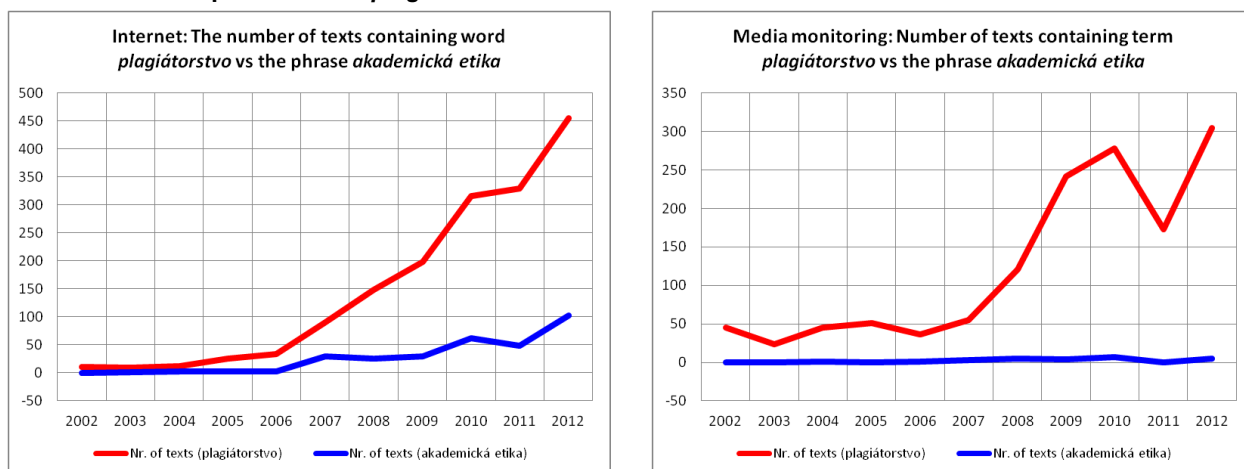 Internet: The number of texts containing word
plagiátorstvo vs the phrase akademická etika
500
450
400
350
300
250
200
150
100
50
0
-50
2002 2003 2004 2005 2006 2007 2008 2009 2010 2011 2012
Nr. of texts (plagiátorstvo) Nr. of texts (akademická etika)
Media monitoring: Number of texts containing term
plagiátorstvo vs the phrase akademická etika
350
300
250
200
150
100
50
0
-50
2002 2003 2004 2005 2006 2007 2008 2009 2010 2011 2012
Nr. of texts (plagiátorstvo) Nr. of texts (akademická etika)